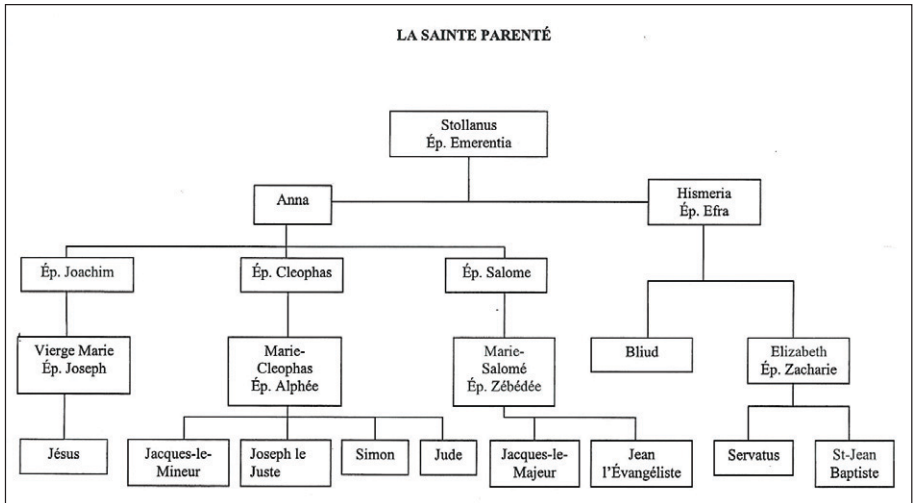 LA SAINTE PARENTÉ
Stollanus
Ép. Emerentia
Anna
Hismeria
Ép. Efra
Ép. Joachim
Ép. Cleophas
Ép. Salome
Vierge Marie
Ép. Joseph
Marie-
Cleophas
Ép. Alphée
Marie-
Salomé
Ép. Zébédée
Bliud
Elizabeth
Ép. Zacharie
Jésus
Jacques-le-
Mineur
Joseph le
Juste
Simon
Jude
Jacques-le-
Majeur
Jean
l'Évangéliste
Servatus
St-Jean
Baptiste